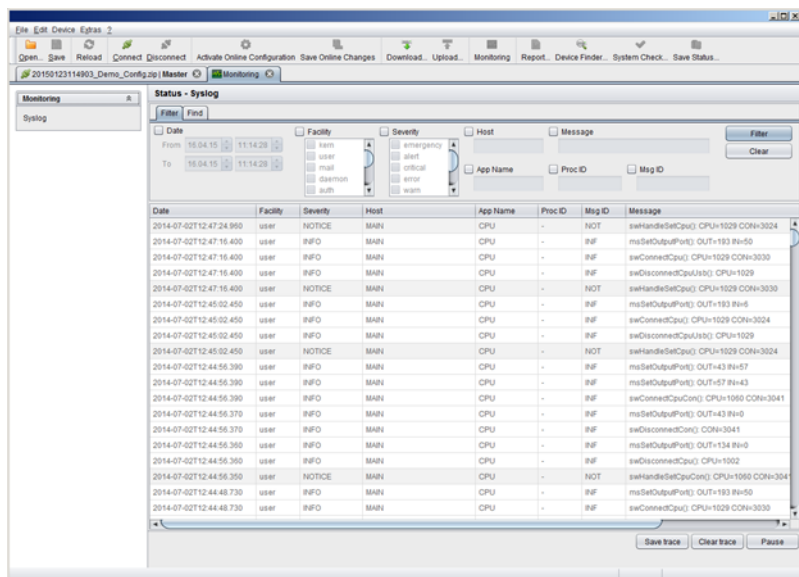 File Edit Device Extras ?
Open... Save Reload Connect Disconnect Activate Online Configuration Save Online Changes Download... Upload... Monitoring Report... Device Finder... System Check... Save Status...
20150123114903_Demo_Config.zip | Master Monitoring
Monitoring
Syslog
Status - Syslog
Filter Find
Date Facility Severity Host Message Filter
From 16.04.15 11:14:28 kern emergency
user alert Clear
To 16.04.15 11:14:28 mail critical App Name Proc ID Msg ID
daemon error
auth warn
Date Facility Severity Host App Name Proc ID Msg ID Message
2014-07-02T12:47:24.960 user NOTICE MAIN CPU - NOT swHandleSetCpu(): CPU=1029 CON=3024
2014-07-02T12:47:16.400 user INFO MAIN CPU - INF msSetOutputPort(): OUT=193 IN=50
2014-07-02T12:47:16.400 user INFO MAIN CPU - INF swConnectCpu(): CPU=1029 CON=3030
2014-07-02T12:47:16.400 user INFO MAIN CPU - INF swDisconnectCpuUsb(): CPU=1029
2014-07-02T12:47:16.400 user NOTICE MAIN CPU - NOT swHandleSetCpu(): CPU=1029 CON=3030
2014-07-02T12:45:02.450 user INFO MAIN CPU - INF msSetOutputPort(): OUT=193 IN=6
2014-07-02T12:45:02.450 user INFO MAIN CPU - INF swConnectCpu(): CPU=1029 CON=3024
2014-07-02T12:45:02.450 user INFO MAIN CPU - INF swDisconnectCpuUsb(): CPU=1029
2014-07-02T12:45:02.450 user NOTICE MAIN CPU - NOT swHandleSetCpu(): CPU=1029 CON=3024
2014-07-02T12:44:56.390 user INFO MAIN CPU - INF msSetOutputPort(): OUT=43 IN=57
2014-07-02T12:44:56.390 user INFO MAIN CPU - INF msSetOutputPort(): OUT=57 IN=43
2014-07-02T12:44:56.390 user INFO MAIN CPU - INF swConnectCpuCon(): CPU=1060 CON=3041
2014-07-02T12:44:56.370 user INFO MAIN CPU - INF msSetOutputPort(): OUT=43 IN=0
2014-07-02T12:44:56.370 user INFO MAIN CPU - INF swDisconnectCon(): CON=3041
2014-07-02T12:44:56.360 user INFO MAIN CPU - INF msSetOutputPort(): OUT=134 IN=0
2014-07-02T12:44:56.360 user INFO MAIN CPU - INF swDisconnectCpu(): CPU=1002
2014-07-02T12:44:56.350 user NOTICE MAIN CPU - NOT swHandleSetCpuCon(): CPU=1060 CON=304
2014-07-02T12:44:48.730 user INFO MAIN CPU - INF msSetOutputPort(): OUT=193 IN=50
2014-07-02T12:44:48.730 user INFO MAIN CPU - INF swConnectCpu(): CPU=1029 CON=3030
Save trace Clear trace Pause